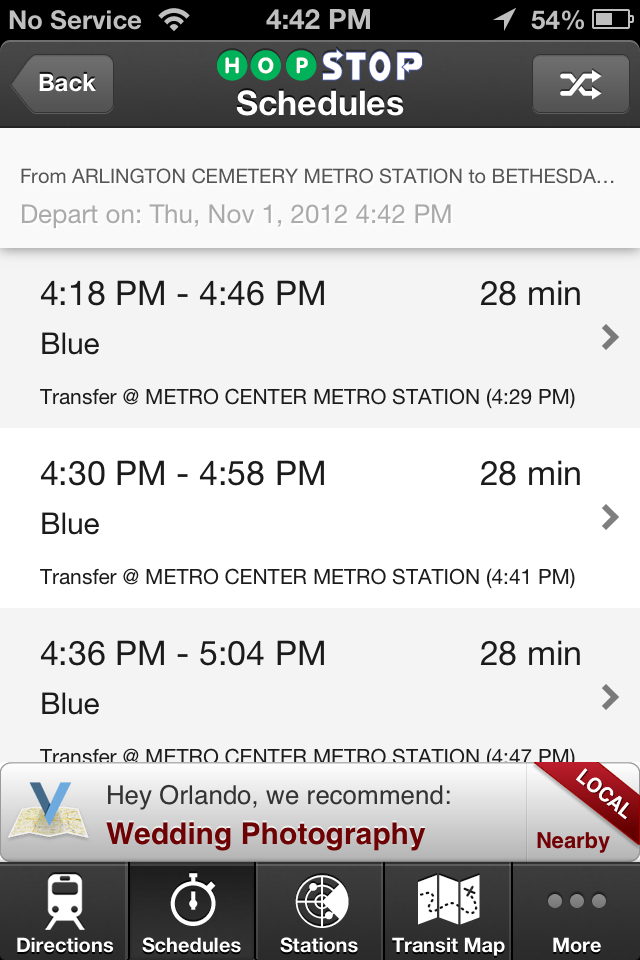 No Service 4:42 PM 54%
Back HOPSTOP
Schedules
From ARLINGTON CEMETERY METRO STATION to BETHESDA...
Depart on: Thu, Nov 1, 2012 4:42 PM
4:18 PM - 4:46 PM 28 min
Blue
Transfer @ METRO CENTER METRO STATION (4:29 PM)
4:30 PM - 4:58 PM 28 min
Blue
Transfer @ METRO CENTER METRO STATION (4:41 PM)
4:36 PM - 5:04 PM 28 min
Blue
Transfer @ METRO CENTER METRO STATION (4:47 PM)
Hey Orlando, we recommend: LOCAL
Wedding Photography Nearby
Directions Schedules Stations Transit Map More